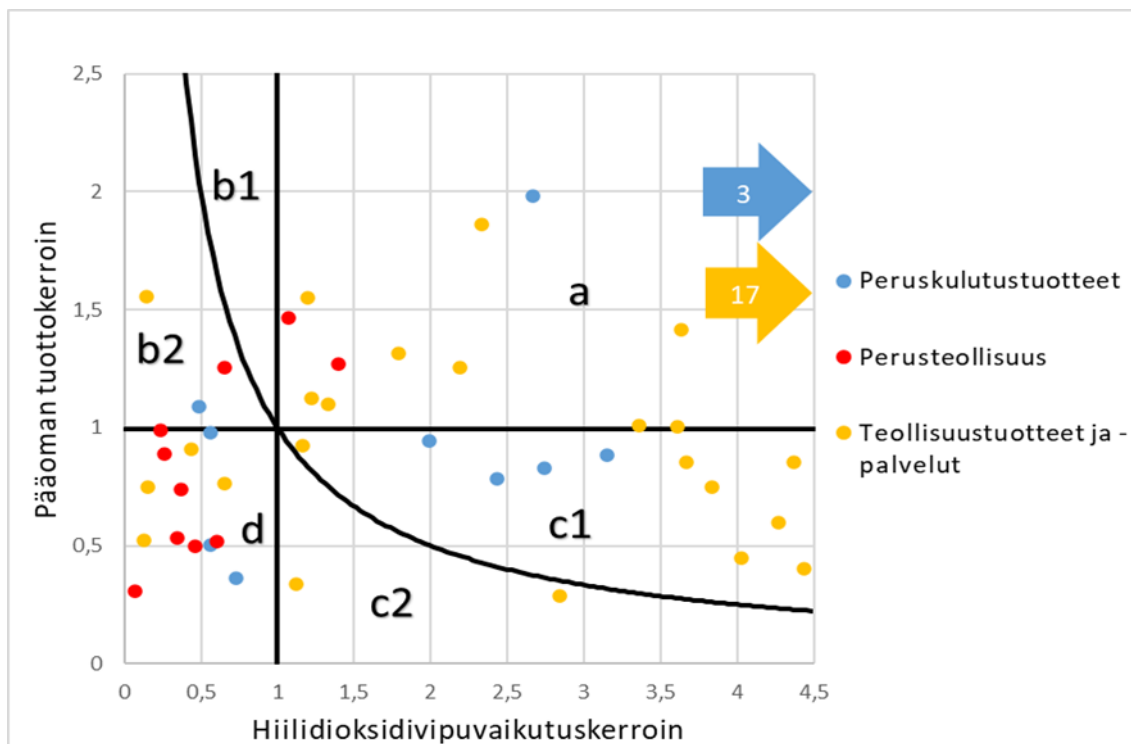 Pääoman tuottokerroin
2,5
2
1,5
1
0,5
0
b1
b2
a
d
c1
c2
3
17
Peruskulutustuotteet
Perusteollisuus
Teollisuustuotteet ja -
palvelut
0 0,5 1 1,5 2 2,5 3 3,5 4 4,5
Hiilidioksidivipuvaikutuskerroin